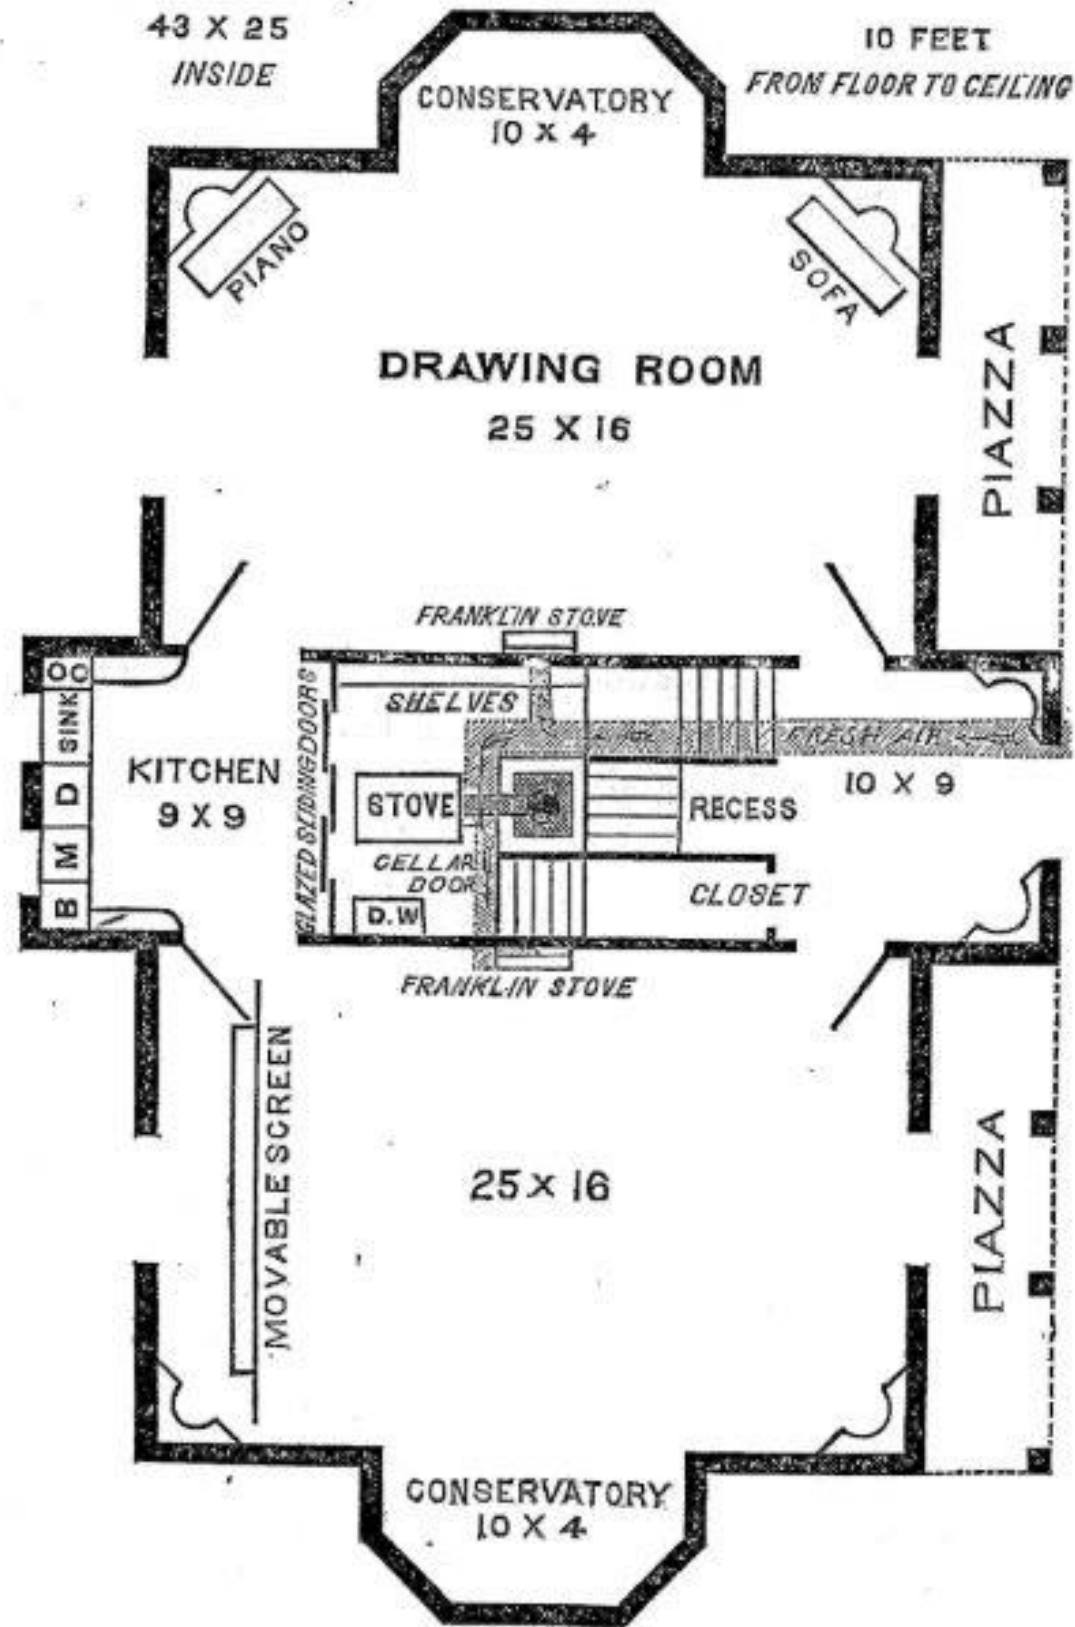 43 X 25
INSIDE
10 FEET
FROM FLOOR TO CEILING
CONSERVATORY
10 X 4
PIANO
SOFA
DRAWING ROOM
25 X 16
PIAZZA
FRANKLIN STOVE
OO
SINK
D
M
B
KITCHEN
9 X 9
GLAZED SLIDING DOORS
SHELVES
FRESH AIR
10 X 9
STOVE
RECESS
CELLAR
DOOR
D.W
CLOSET
FRANKLIN STOVE
MOVABLE SCREEN
25 X 16
PIAZZA
CONSERVATORY
10 X 4